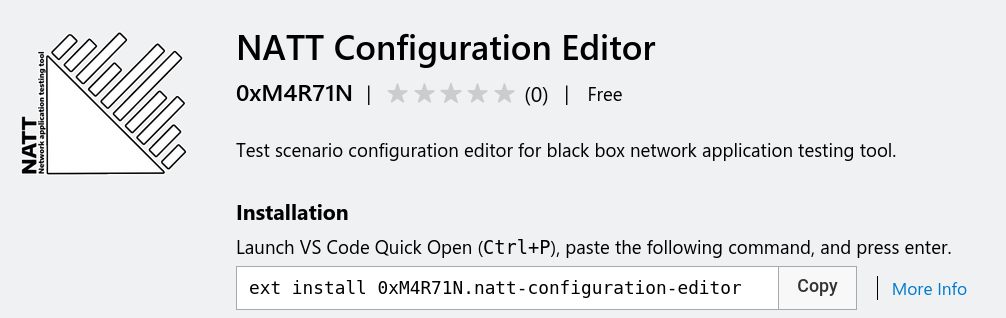 NATT
Network application testing tool
NATT Configuration Editor
0xM4R71N | (0) | Free
Test scenario configuration editor for black box network application testing tool.
Installation
Launch VS Code Quick Open (Ctrl+P), paste the following command, and press enter.
ext install 0xM4R71N.natt-configuration-editor Copy | More Info